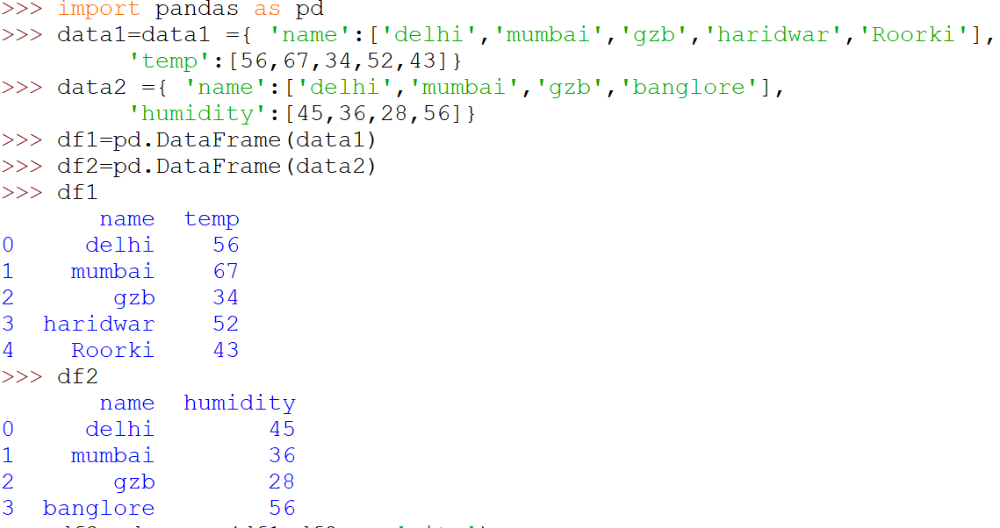 >>> import pandas as pd
>>> data1=data1 ={ 'name':['delhi','mumbai','gzb','haridwar','Roorki'],
         'temp':[56,67,34,52,43]}
>>> data2 ={ 'name':['delhi','mumbai','gzb','banglore'],
         'humidity':[45,36,28,56]}
>>> df1=pd.DataFrame(data1)
>>> df2=pd.DataFrame(data2)
>>> df1
       name  temp
0     delhi    56
1    mumbai    67
2       gzb    34
3  haridwar    52
4    Roorki    43
>>> df2
       name  humidity
0     delhi        45
1    mumbai        36
2       gzb        28
3  banglore        56